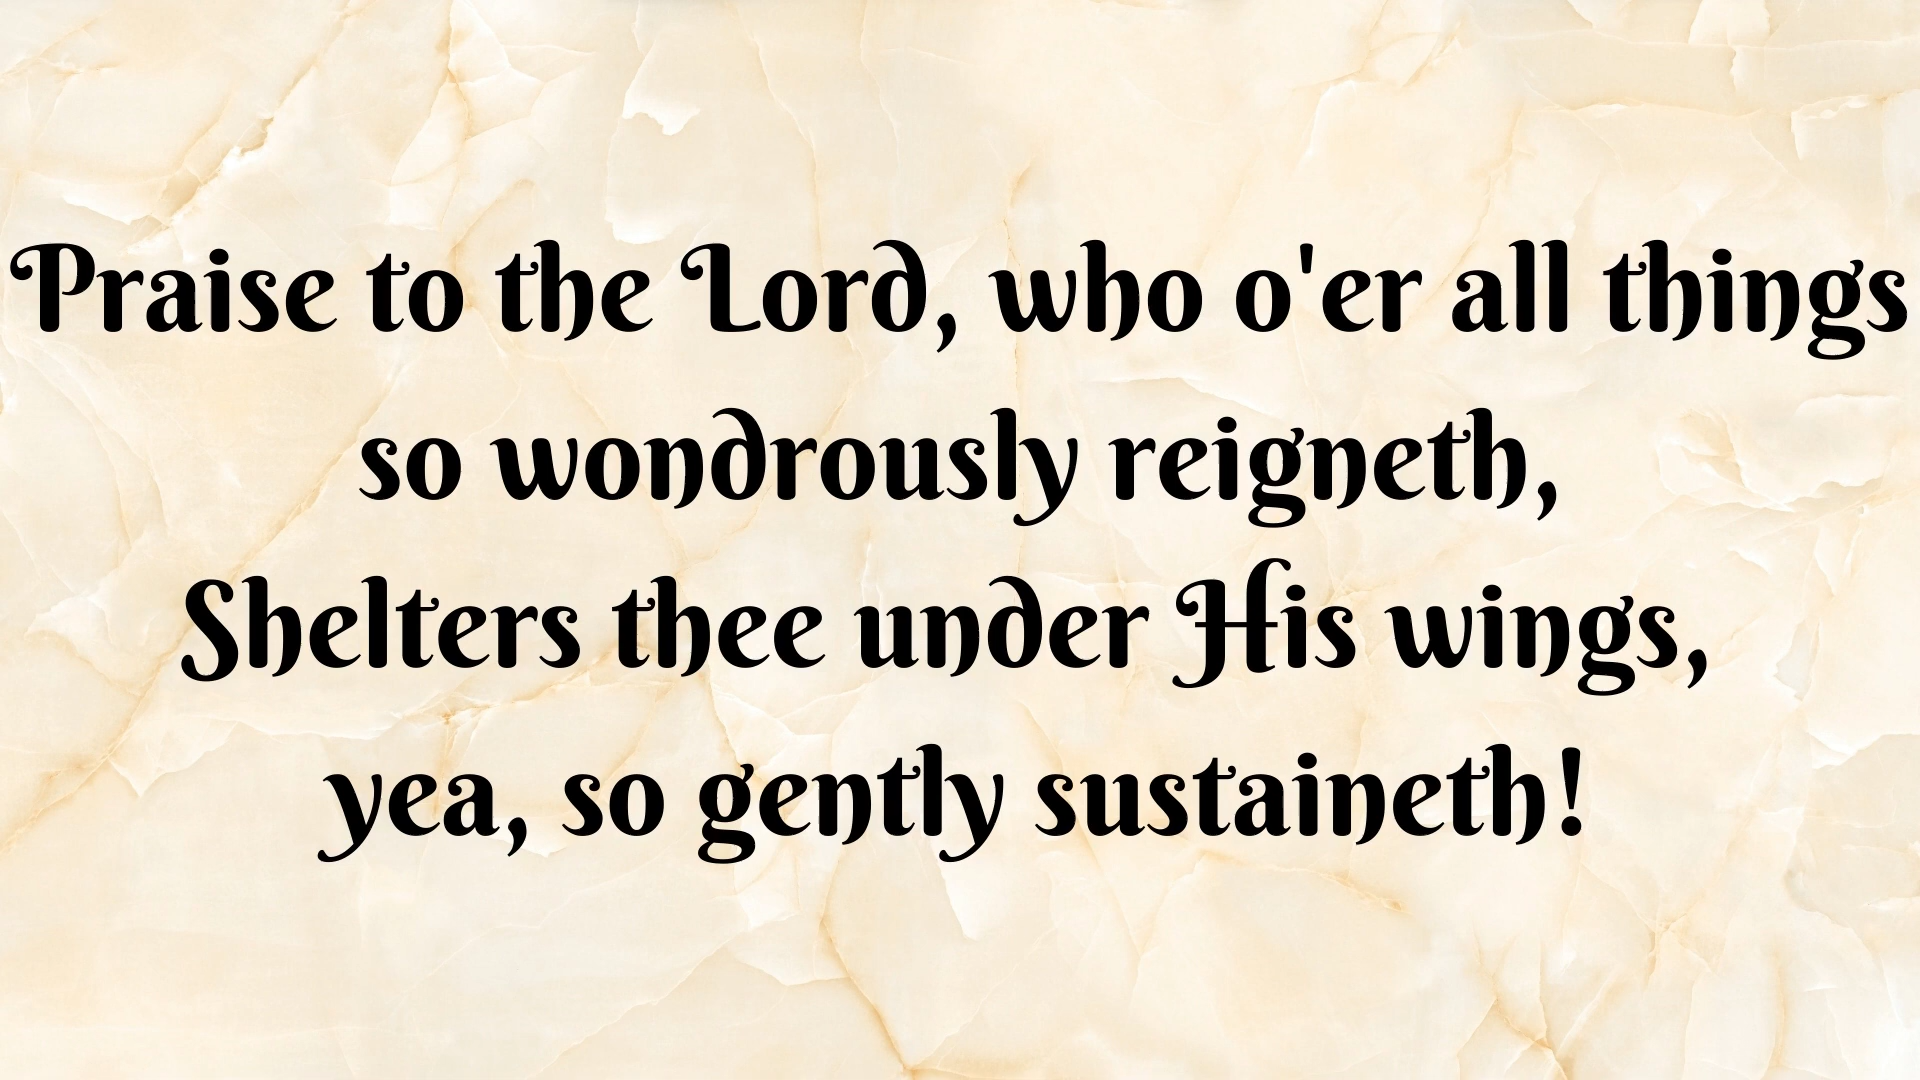 Praise to the Lord, who o'er all things
so wondrously reigneth,
Shelters thee under His wings,
yea, so gently sustaineth!